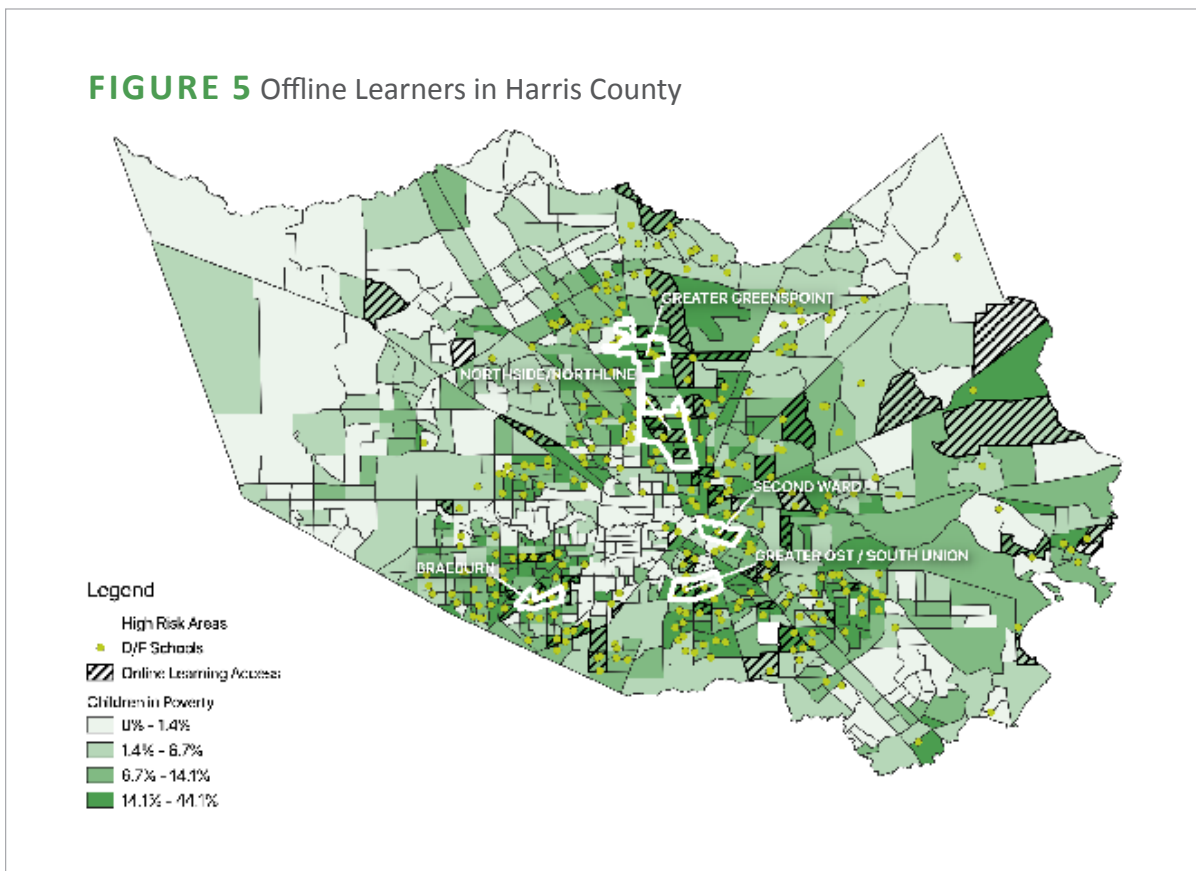 FIGURE 5 Offline Learners in Harris County
GREATER GREENSPOINT
NORTHSIDE/NORTHLINE
SECOND WARD
GREATER OST / SOUTH UNION
BRAEBURN
Legend
High Risk Areas
D/F Schools
Online Learning Access
Children in Poverty
0% - 1.4%
1.4% - 6.7%
6.7% - 14.1%
14.1% - 44.1%